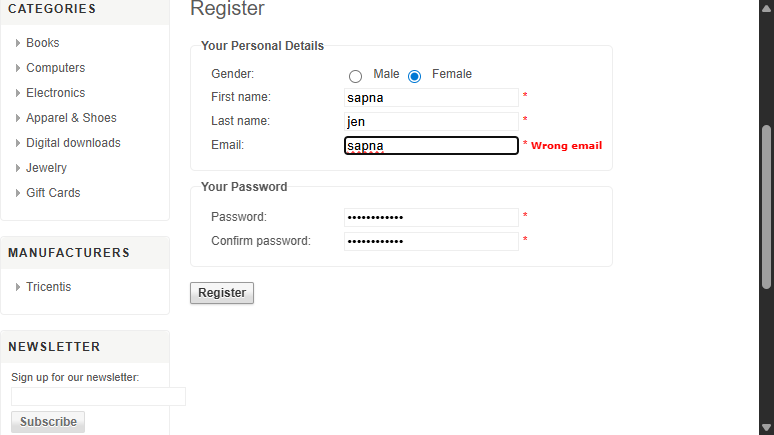 CATEGORIES
Books
Computers
Electronics
Apparel & Shoes
Digital downloads
Jewelry
Gift Cards
MANUFACTURERS
Tricentis
NEWSLETTER
Sign up for our newsletter:
Subscribe
Register
Your Personal Details
Gender: Male Female
First name: sapna *
Last name: jen *
Email: sapna * Wrong email
Your Password
Password: •••••••••••• *
Confirm password: •••••••••••• *
Register